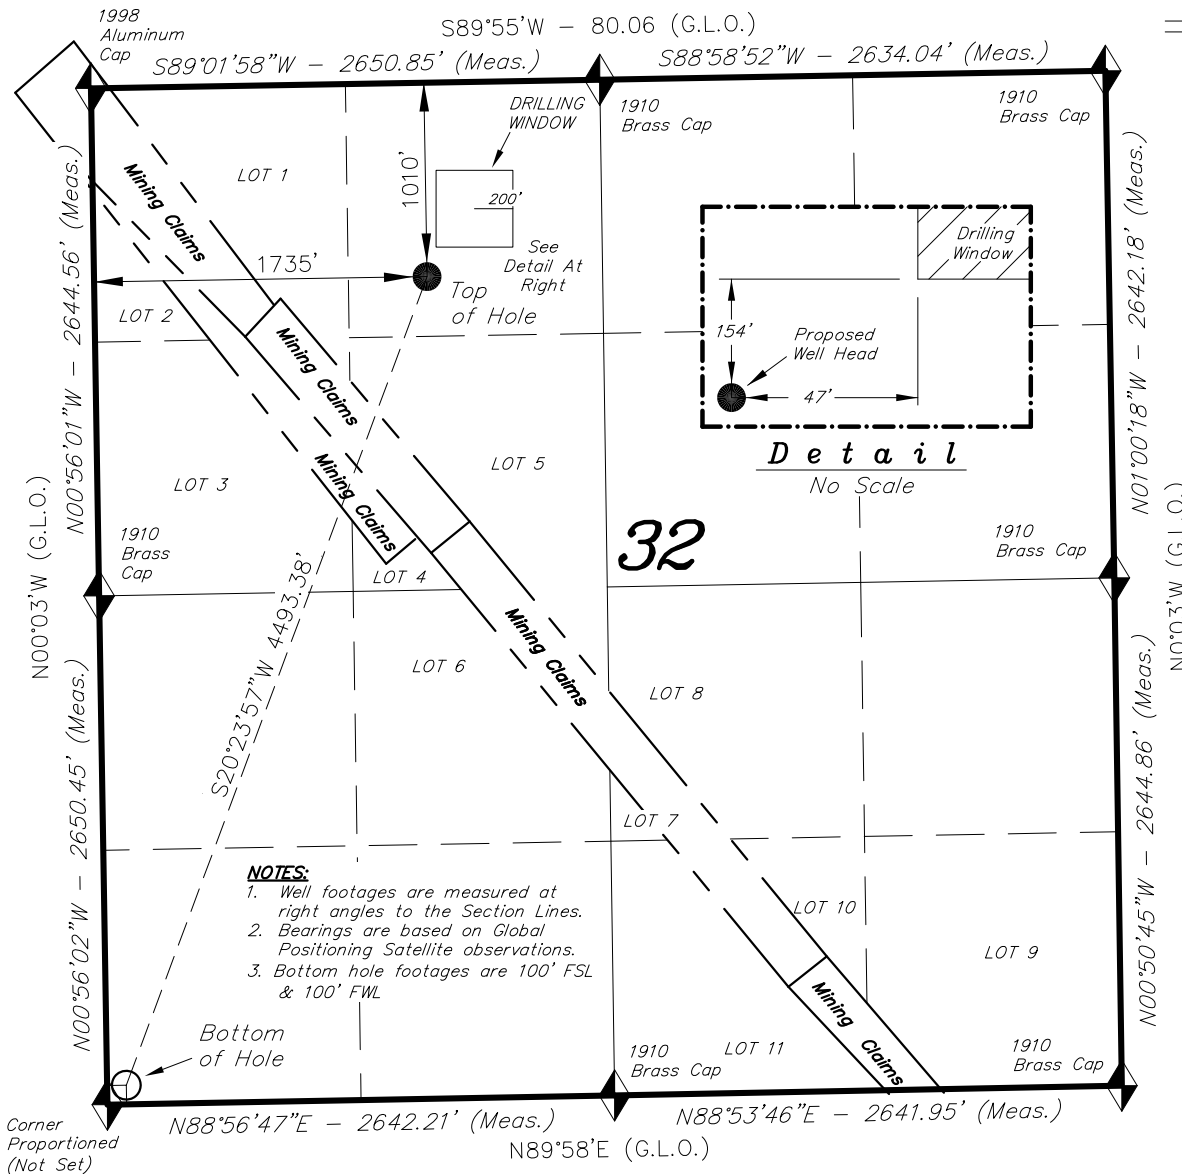 1998
Aluminum
Cap
S89°55'W - 80.06 (G.L.O.)
S89°01'58"W - 2650.85' (Meas.)
S88°58'52"W - 2634.04' (Meas.)
DRILLING
WINDOW
1910
Brass Cap
1910
Brass Cap
LOT 1
1010'
200'
Mining Claims
See
Detail At
Right
1735'
Top
of Hole
Drilling
Window
154'
Proposed
Well Head
47'
Detail
No Scale
LOT 2
Mining Claims
N00°56'01"W - 2644.56' (Meas.)
N01°00'18"W - 2642.18' (Meas.)
LOT 3
Mining Claims
LOT 5
N00°03'W (G.L.O.)
1910
Brass
Cap
32
1910
Brass Cap
LOT 4
S20°23'57"W 4493.38'
Mining Claims
LOT 6
LOT 8
N00°56'02"W - 2650.45' (Meas.)
N00°50'45"W - 2644.86' (Meas.)
LOT 7
NOTES:
1. Well footages are measured at
right angles to the Section Lines.
2. Bearings are based on Global
Positioning Satellite observations.
3. Bottom hole footages are 100' FSL
& 100' FWL
LOT 10
LOT 9
Mining Claims
Bottom
of Hole
1910
Brass Cap
LOT 11
1910
Brass Cap
Corner
Proportioned
(Not Set)
N88°56'47"E - 2642.21' (Meas.)
N88°53'46"E - 2641.95' (Meas.)
N89°58'E (G.L.O.)